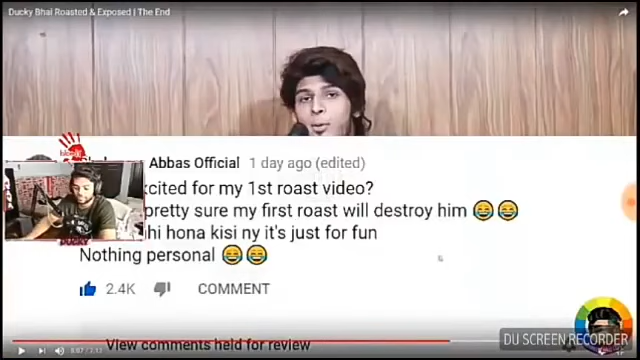 Ducky Bhai Roasted & Exposed | The End
Abbas Official 1 day ago (edited)
xcited for my 1st roast video?
pretty sure my first roast will destroy him 😂😂
hi hona kisi ny it's just for fun
Nothing personal 😂😂
2.4K COMMENT
View comments held for review
DU SCREEN RECORDER
DUCKY